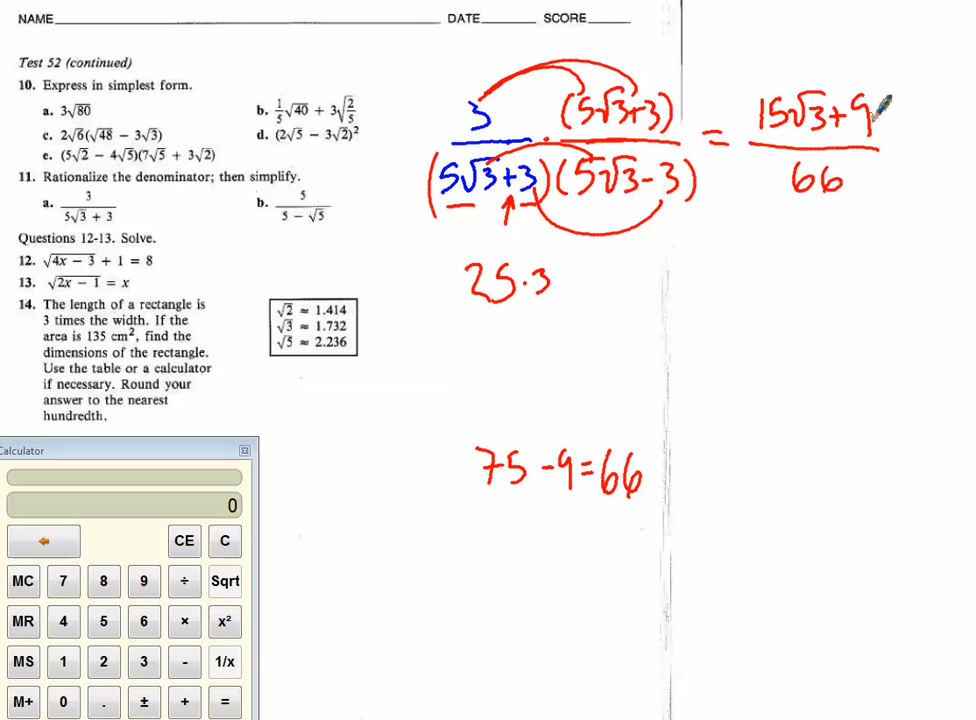 NAME____ DATE____ SCORE____
Test 52 (continued)
10. Express in simplest form.
a. 3√80
b. 1/5√40 + 3√(2/5)
c. 2√6(√48 − 3√3)
d. (2√5 − 3√2)²
e. (5√2 − 4√5)(7√5 + 3√2)
11. Rationalize the denominator; then simplify.
a. 3/(5√3 + 3)
b. 5/(5 − √5)
Questions 12-13. Solve.
12. √(4x − 3) + 1 = 8
13. √(2x − 1) = x
14. The length of a rectangle is
3 times the width. If the
area is 135 cm², find the
dimensions of the rectangle.
Use the table or a calculator
if necessary. Round your
answer to the nearest
hundredth.
√2 ≈ 1.414
√3 ≈ 1.732
√5 ≈ 2.236
3 (5√3+3) = 15√3+9
(5√3+3) · (5√3-3) 66
25·3
75-9=66
Calculator
0
CE C
MC 7 8 9 ÷ Sqrt
MR 4 5 6 × x²
MS 1 2 3 - 1/x
M+ 0 . ± + =